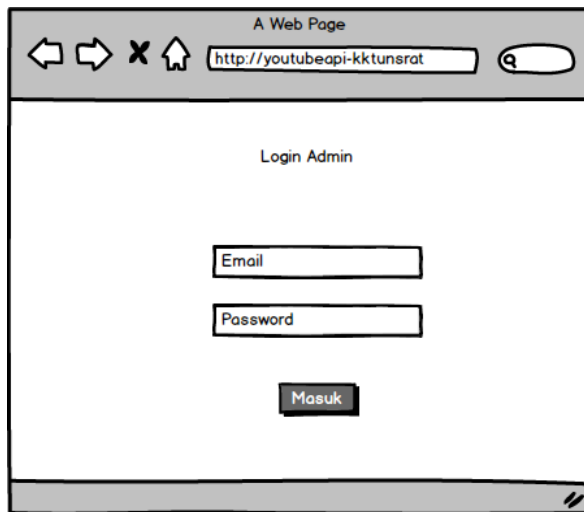 A Web Page
http://youtubeapi-kktunsrat
Login Admin
Email
Password
Masuk